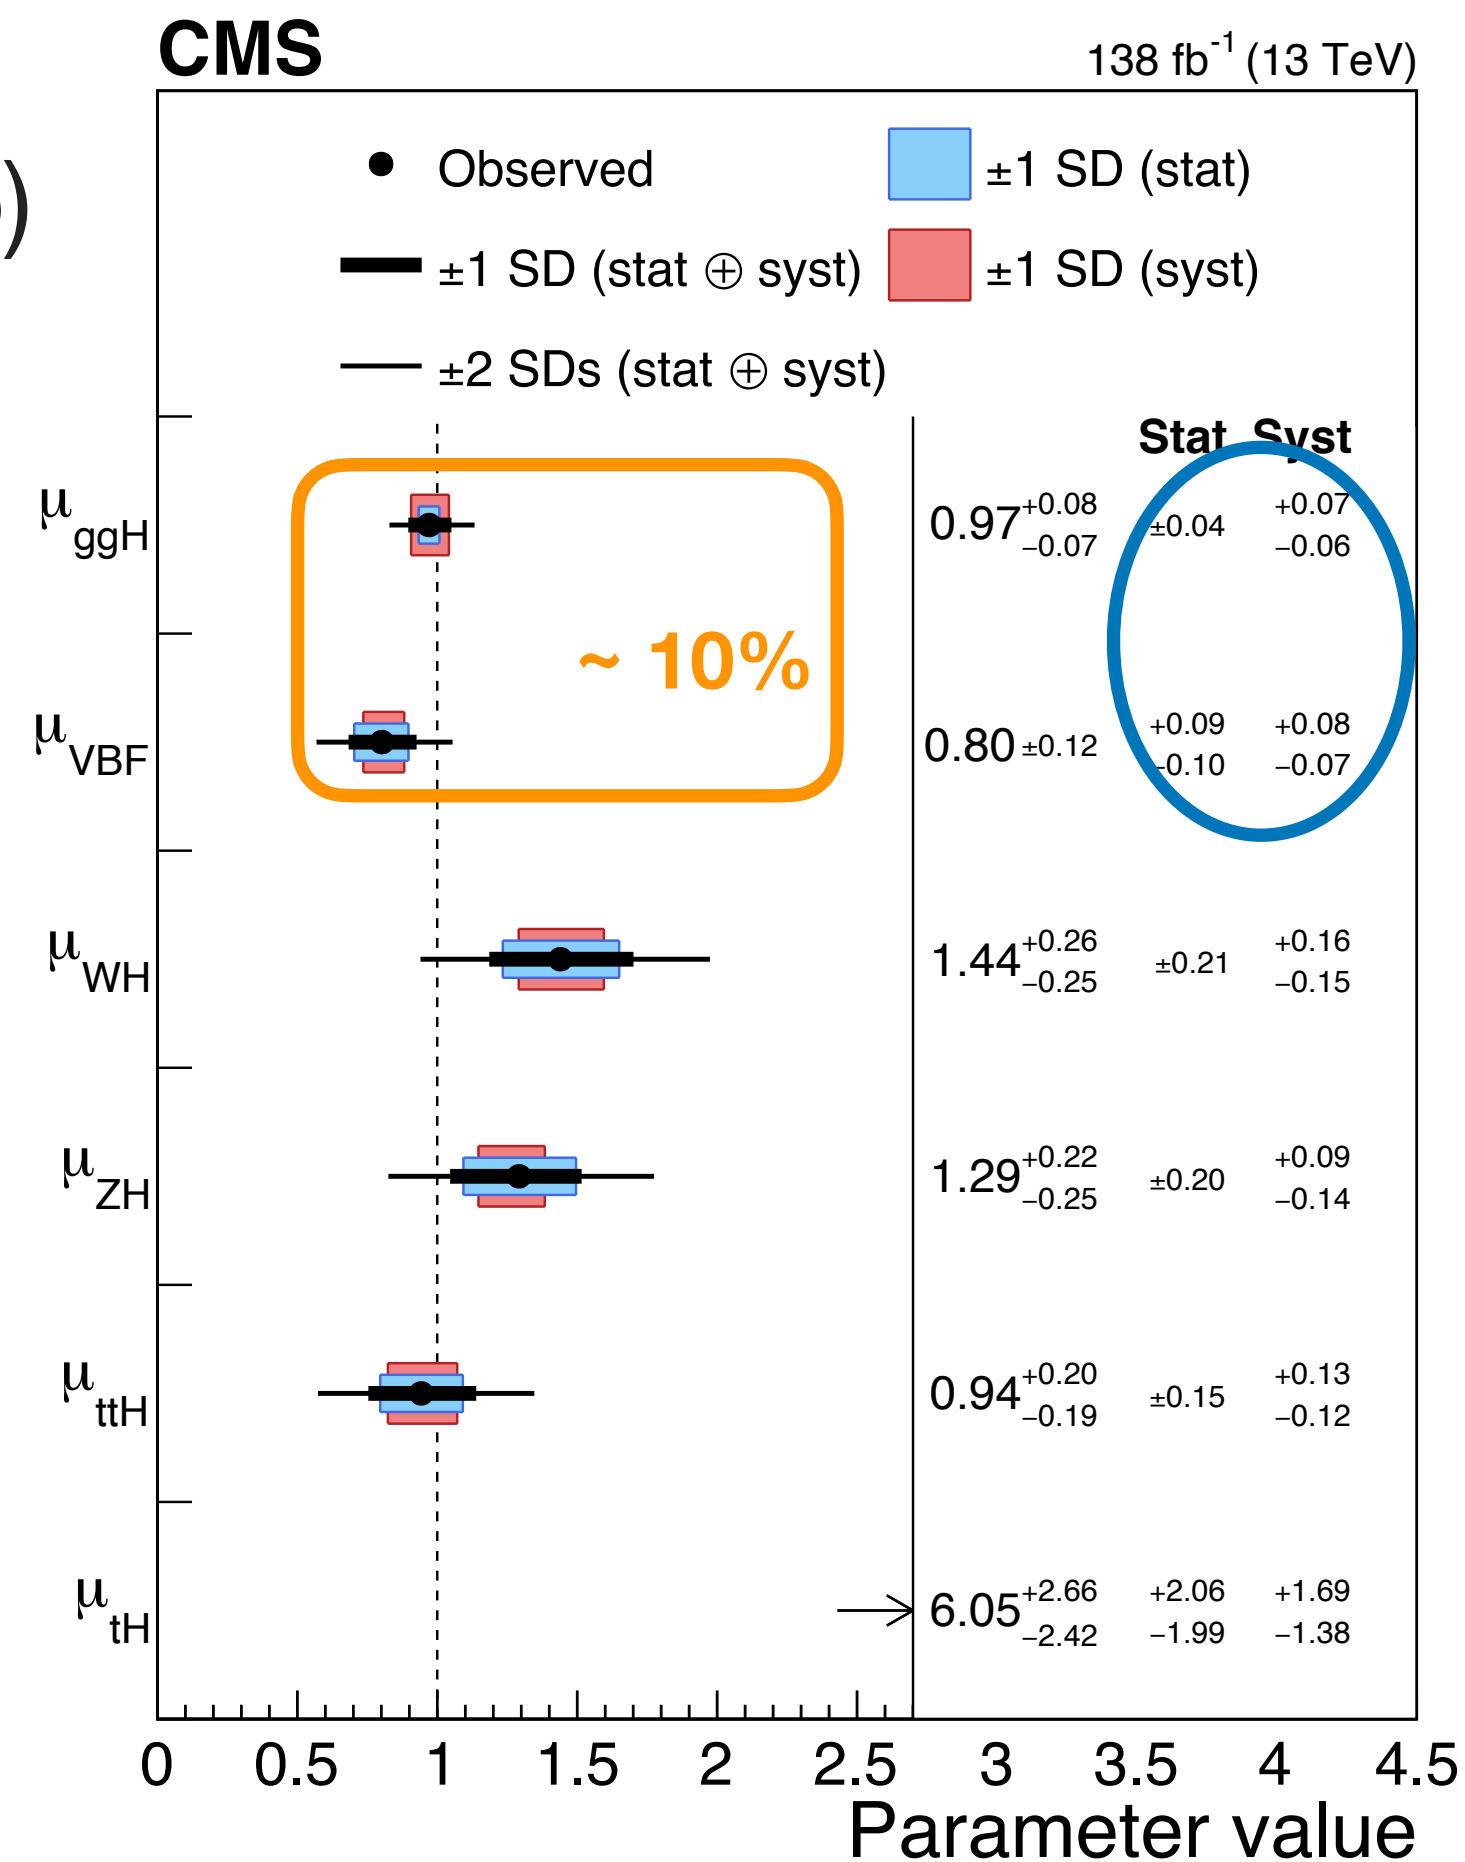 CMS
138 fb⁻¹ (13 TeV)
)
Observed
±1 SD (stat)
±1 SD (stat ⊕ syst)
±1 SD (syst)
±2 SDs (stat ⊕ syst)
Stat Syst
μ ggH 0.97 +0.08 −0.07 ±0.04 +0.07 −0.06
~ 10%
μ VBF 0.80 ±0.12 +0.09 −0.10 +0.08 −0.07
μ WH 1.44 +0.26 −0.25 ±0.21 +0.16 −0.15
μ ZH 1.29 +0.22 −0.25 ±0.20 +0.09 −0.14
μ ttH 0.94 +0.20 −0.19 ±0.15 +0.13 −0.12
μ tH 6.05 +2.66 −2.42 +2.06 −1.99 +1.69 −1.38
0 0.5 1 1.5 2 2.5 3 3.5 4 4.5
Parameter value